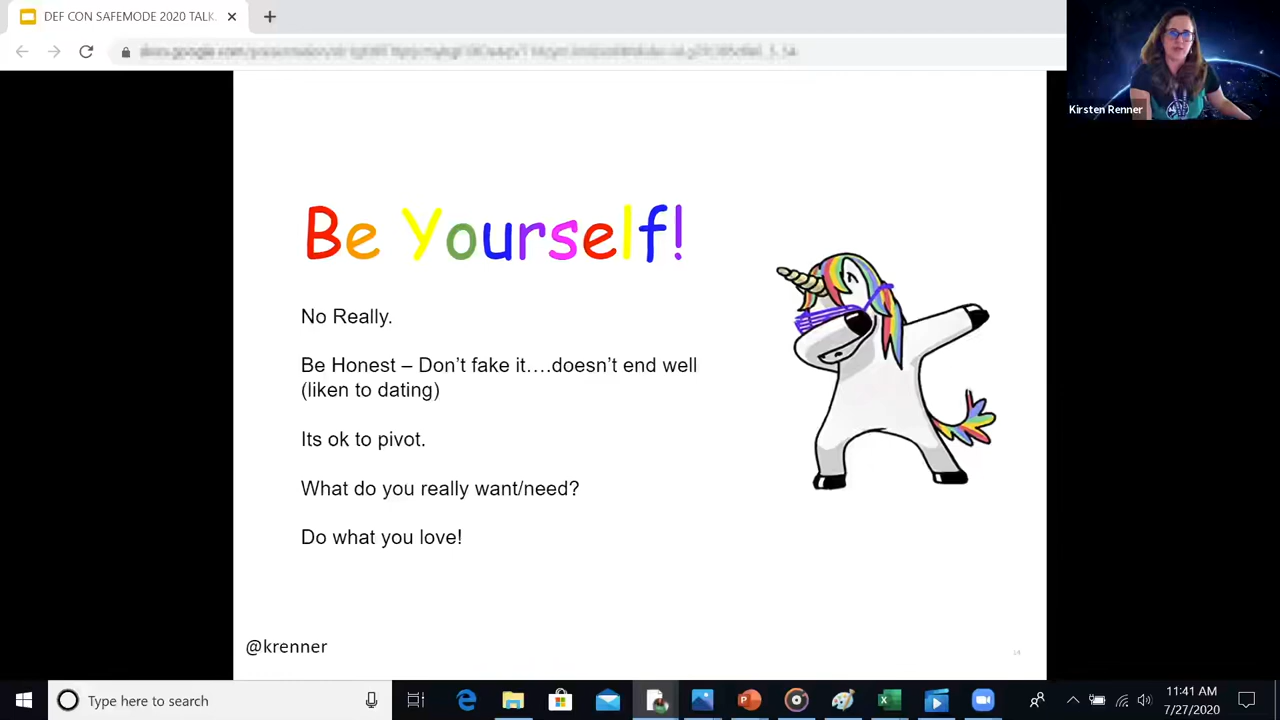 DEF CON SAFEMODE 2020 TALK
Kirsten Renner
Be Yourself!
No Really.
Be Honest – Don’t fake it….doesn’t end well
(liken to dating)
Its ok to pivot.
What do you really want/need?
Do what you love!
@krenner
14
Type here to search
11:41 AM
7/27/2020